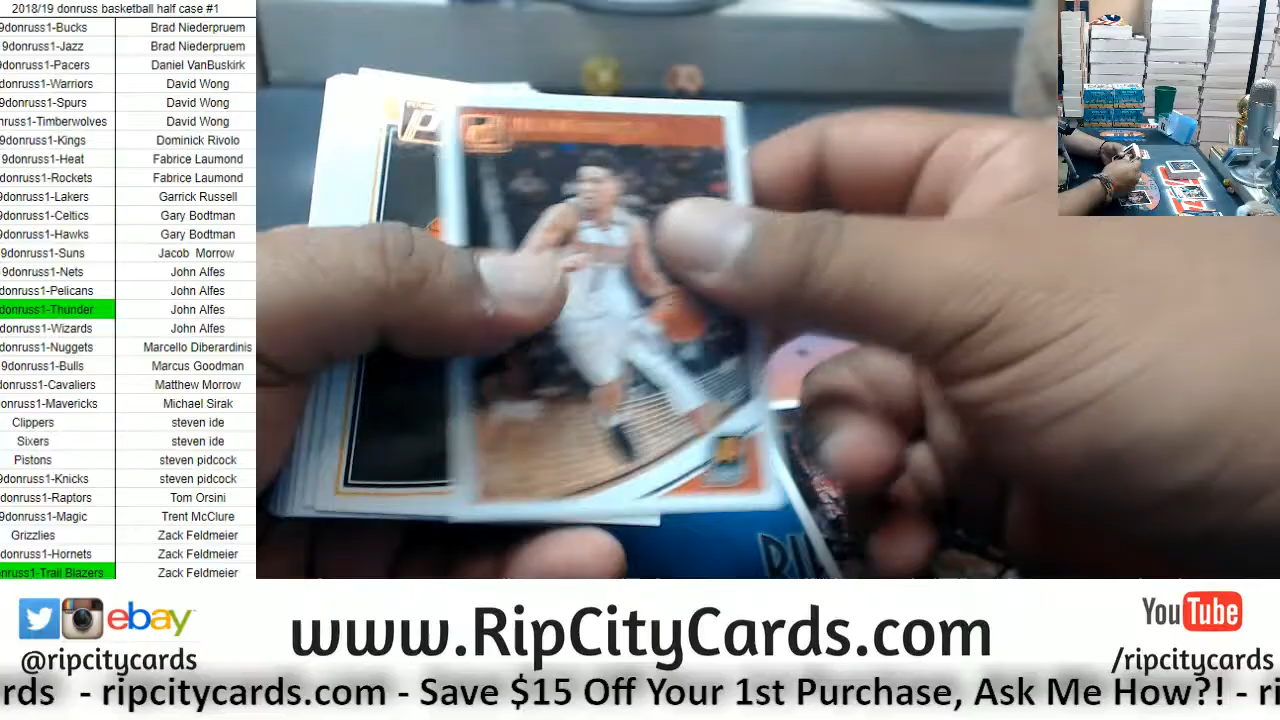 2018/19 donruss basketball half case #1
9donruss1-Bucks Brad Niederpruem
9donruss1-Jazz Brad Niederpruem
9donruss1-Pacers Daniel VanBuskirk
donruss1-Warriors David Wong
9donruss1-Spurs David Wong
nruss1-Timberwolves David Wong
9donruss1-Kings Dominick Rivolo
9donruss1-Heat Fabrice Laumond
donruss1-Rockets Fabrice Laumond
9donruss1-Lakers Garrick Russell
9donruss1-Celtics Gary Bodtman
9donruss1-Hawks Gary Bodtman
9donruss1-Suns Jacob Morrow
9donruss1-Nets John Alfes
donruss1-Pelicans John Alfes
donruss1-Thunder John Alfes
donruss1-Wizards John Alfes
donruss1-Nuggets Marcello Diberardinis
9donruss1-Bulls Marcus Goodman
donruss1-Cavaliers Matthew Morrow
onruss1-Mavericks Michael Sirak
Clippers steven ide
Sixers steven ide
Pistons steven pidcock
9donruss1-Knicks steven pidcock
donruss1-Raptors Tom Orsini
9donruss1-Magic Trent McClure
Grizzlies Zack Feldmeier
donruss1-Hornets Zack Feldmeier
nruss1-Trail Blazers Zack Feldmeier
ebay
@ripcitycards
www.RipCityCards.com
YouTube
/ripcitycards
rds - ripcitycards.com - Save $15 Off Your 1st Purchase, Ask Me How?! - ri